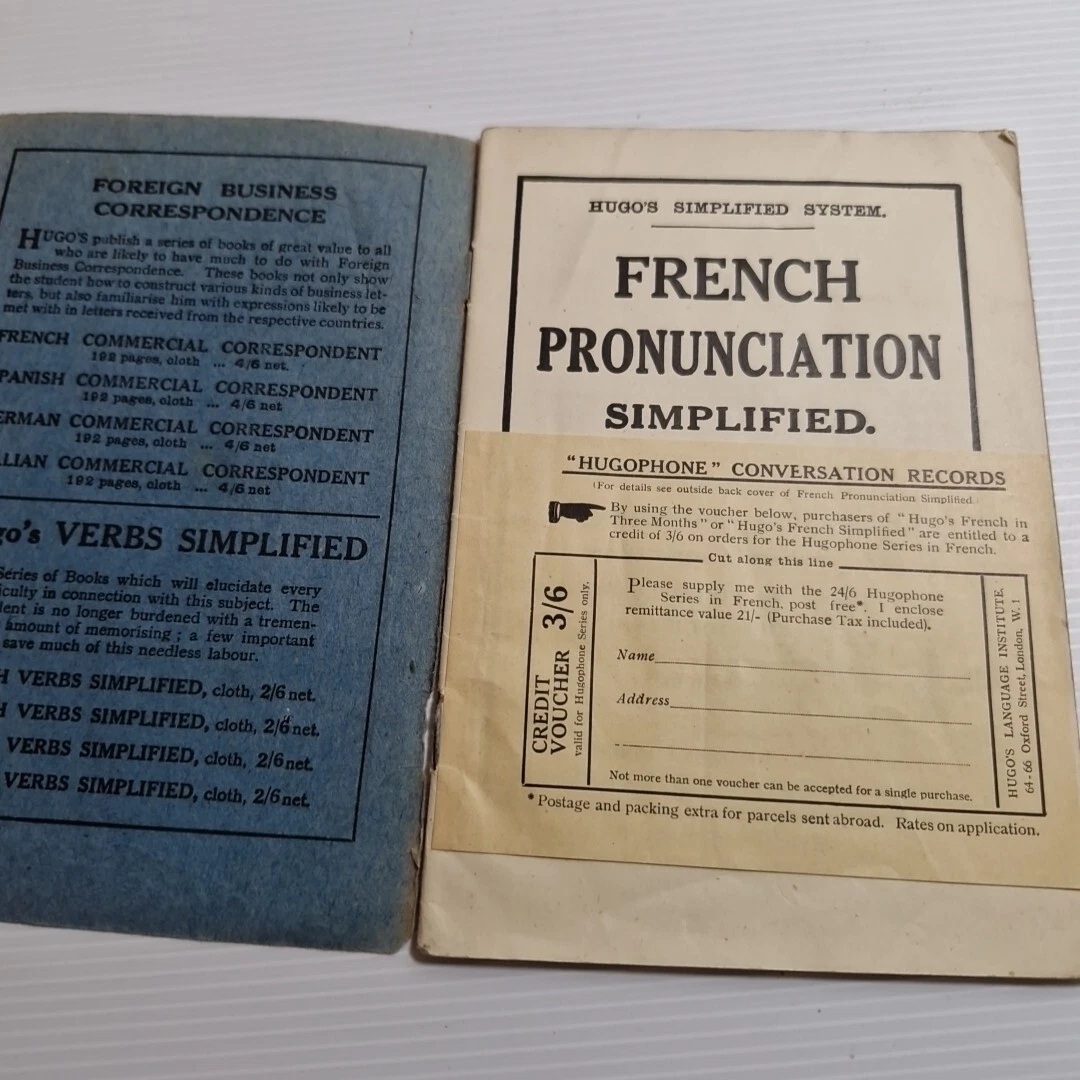 FOREIGN BUSINESS
CORRESPONDENCE
HUGO'S publish a series of books of great value to all
who are likely to have much to do with Foreign
Business Correspondence. These books not only show
the student how to construct various kinds of business let-
ters, but also familiarise him with expressions likely to be
met with in letters received from the respective countries.
FRENCH COMMERCIAL CORRESPONDENT
192 pages, cloth ... 4/6 net.
PANISH COMMERCIAL CORRESPONDENT
192 pages, cloth ... 4/6 net
ERMAN COMMERCIAL CORRESPONDENT
192 pages, cloth ... 4/6 net
LIAN COMMERCIAL CORRESPONDENT
192 pages, cloth ... 4/6 net
go's VERBS SIMPLIFIED
Series of Books which will elucidate every
iculty in connection with this subject. The
dent is no longer burdened with a tremen-
amount of memorising; a few important
save much of this needless labour.
H VERBS SIMPLIFIED, cloth, 2/6 net.
H VERBS SIMPLIFIED, cloth, 2/6 net.
VERBS SIMPLIFIED, cloth, 2/6 net.
VERBS SIMPLIFIED, cloth, 2/6 net.
HUGO'S SIMPLIFIED SYSTEM.
FRENCH
PRONUNCIATION
SIMPLIFIED.
"HUGOPHONE" CONVERSATION RECORDS
(For details see outside back cover of French Pronunciation Simplified.
By using the voucher below, purchasers of "Hugo's French in
Three Months" or "Hugo's French Simplified" are entitled to a
credit of 3/6 on orders for the Hugophone Series in French.
Cut along this line
CREDIT
VOUCHER 3/6
valid for Hugophone Series only.
Please supply me with the 24/6 Hugophone
Series in French, post free*. I enclose
remittance value 21/- (Purchase Tax included).
Name
Address
Not more than one voucher can be accepted for a single purchase.
HUGO'S LANGUAGE INSTITUTE,
64-66 Oxford Street, London, W. 1
*Postage and packing extra for parcels sent abroad. Rates on application.